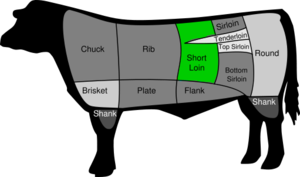 Sirloin
Tenderloin
Top Sirloin
Chuck
Rib
Round
Short
Loin
Bottom
Sirloin
Brisket
Plate
Flank
Shank
Shank